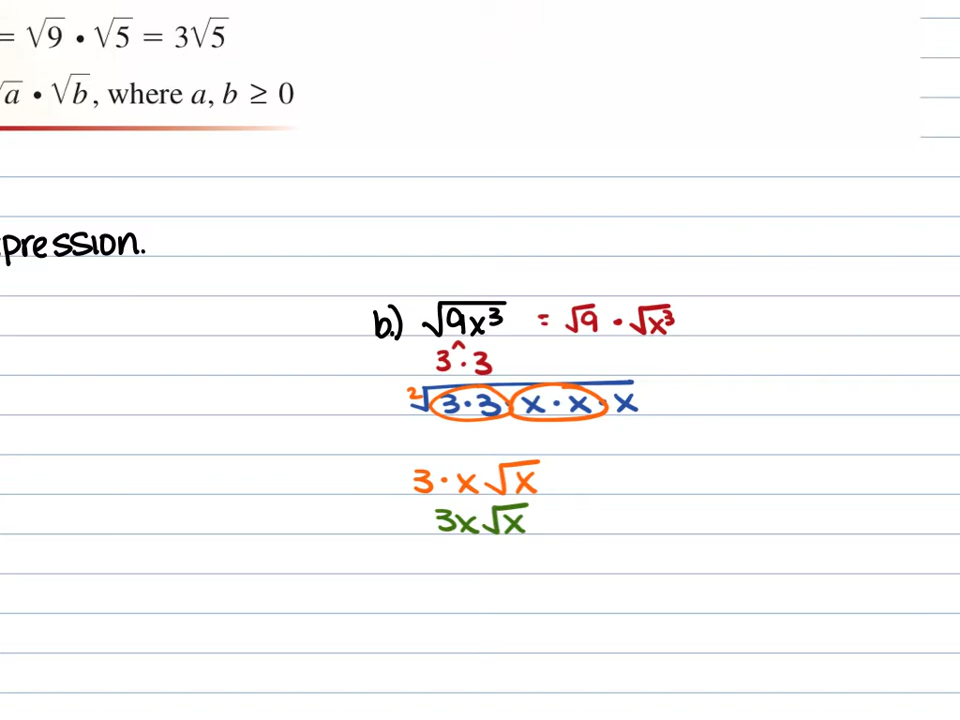 = √9 • √5 = 3√5
√a • √b, where a, b ≥ 0
pression.
b.) √9x³ = √9 · √x³
3 · 3
²√3·3·x·x·x
3·x√x
3x√x